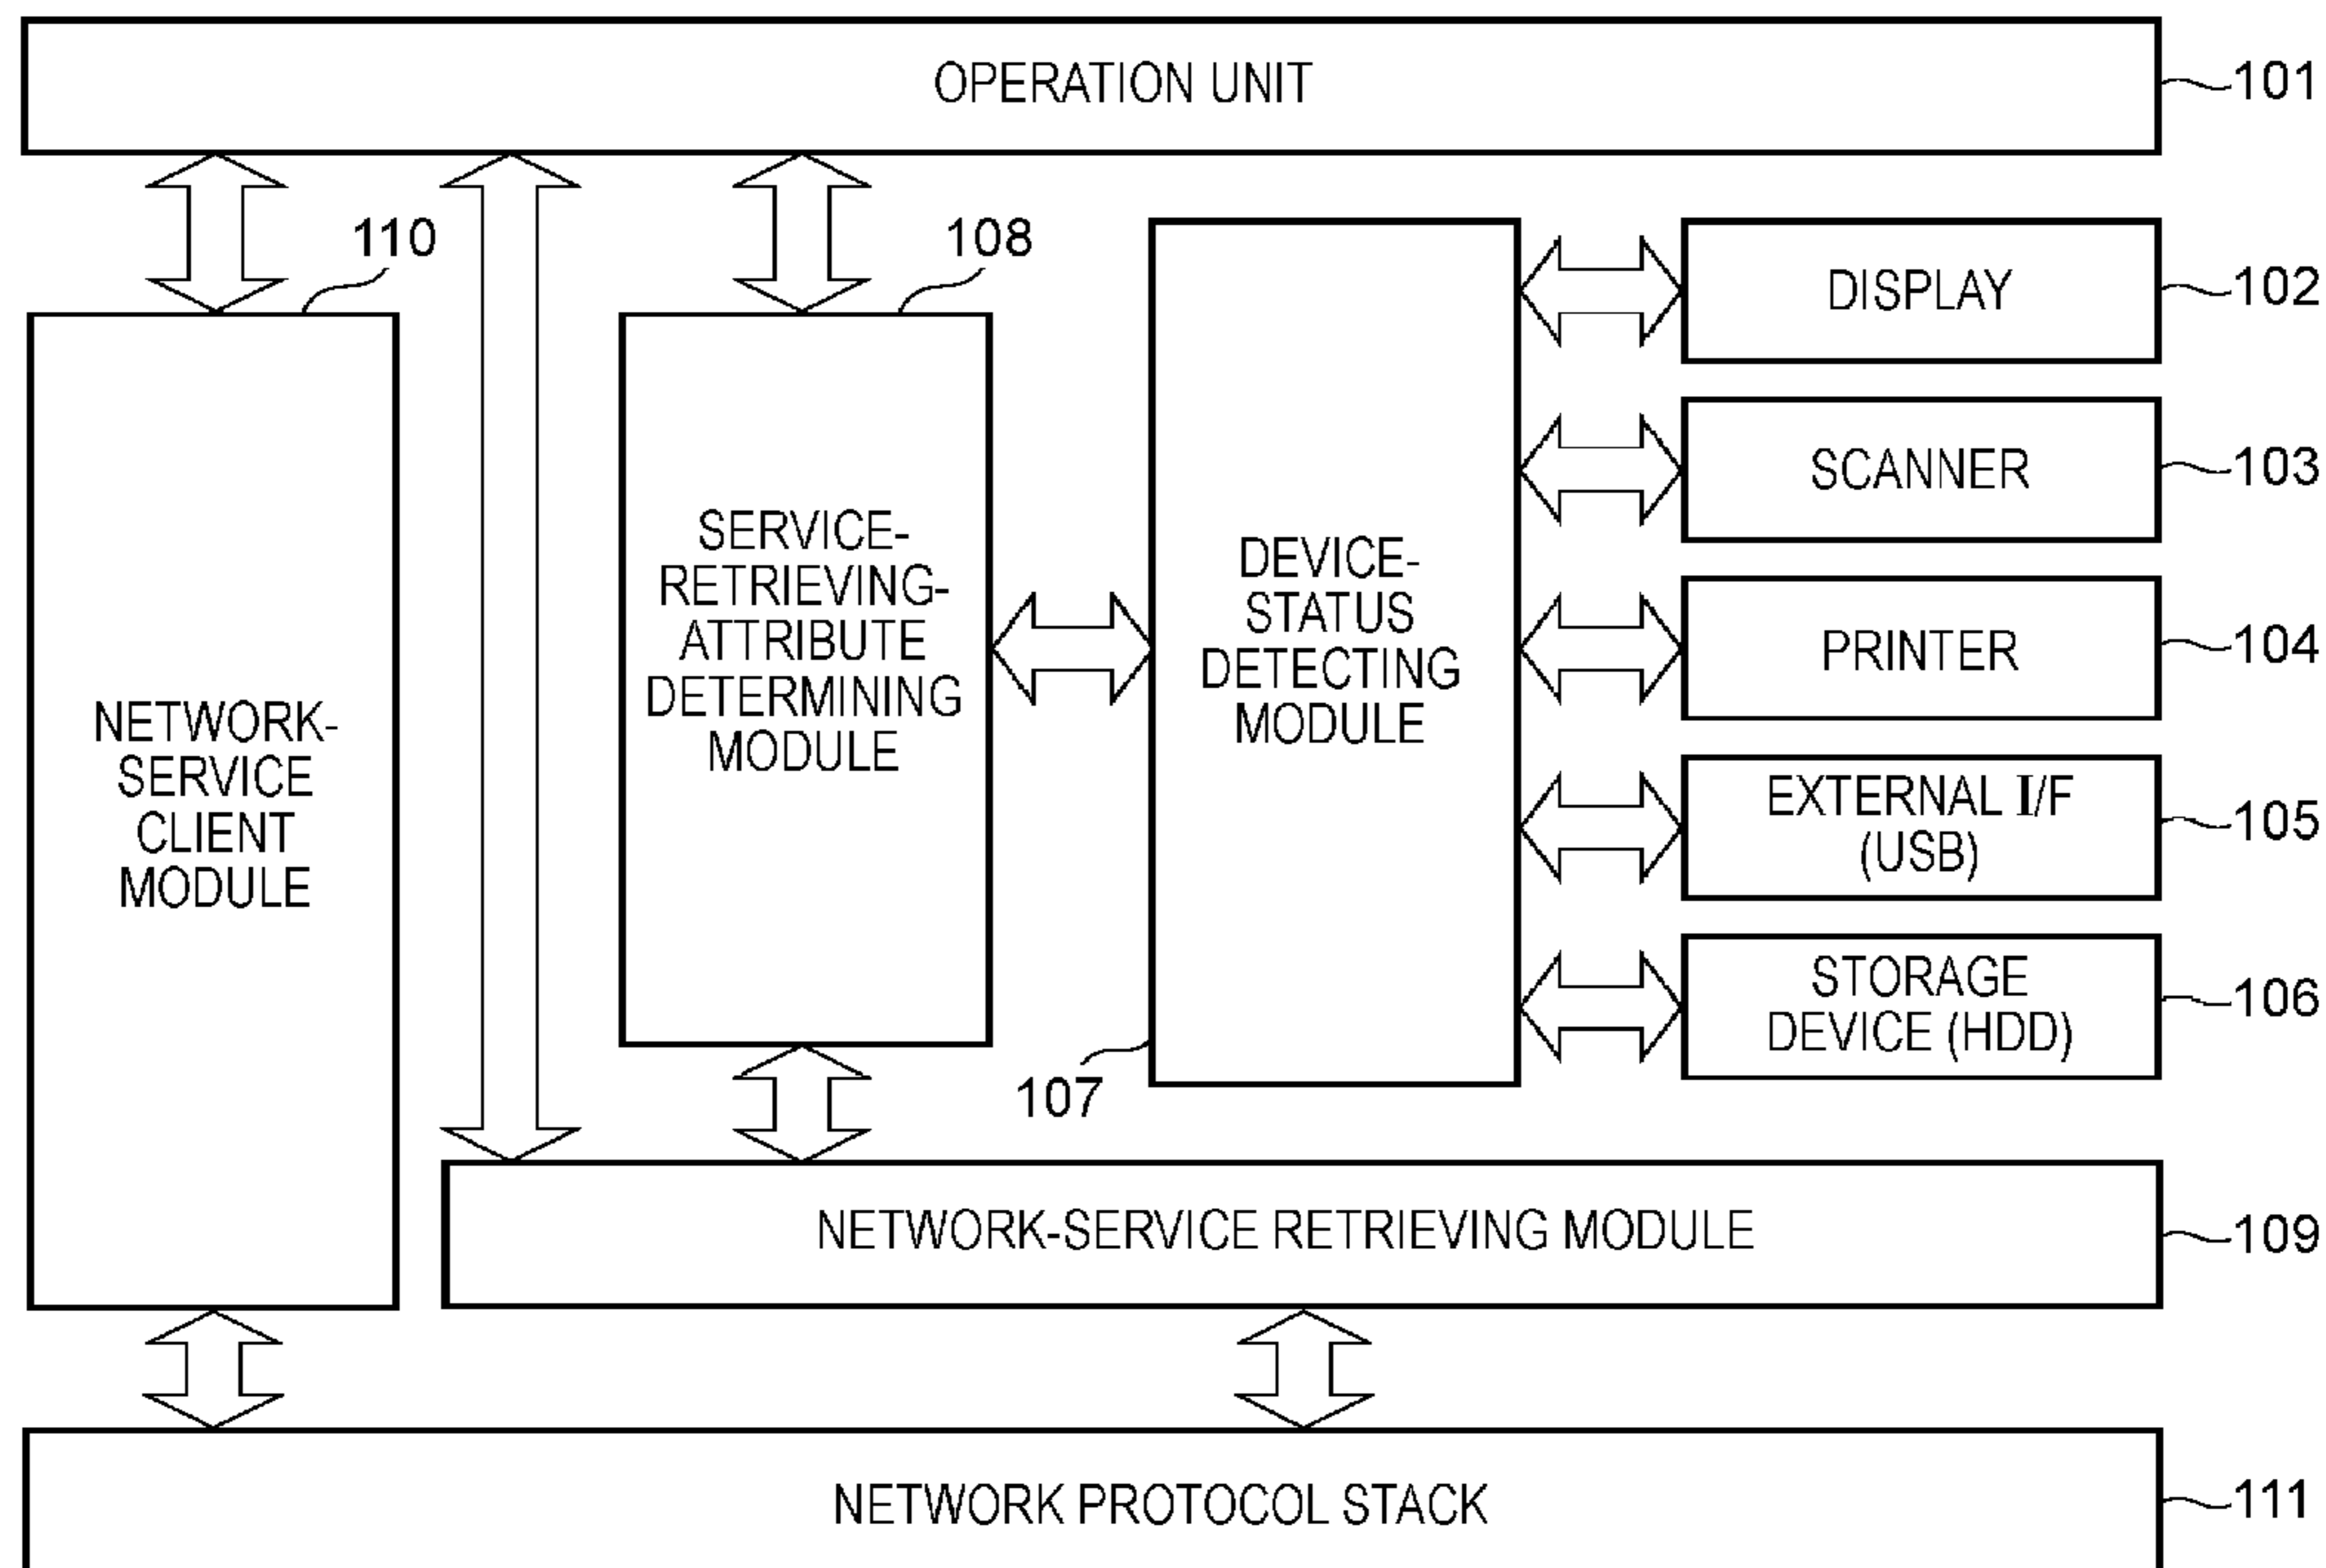 OPERATION UNIT
101
110
108
DISPLAY
102
SCANNER
103
SERVICE-
RETRIEVING-
ATTRIBUTE
DETERMINING
MODULE
DEVICE-
STATUS
DETECTING
MODULE
PRINTER
104
NETWORK-
SERVICE
CLIENT
MODULE
EXTERNAL I/F
(USB)
105
STORAGE
DEVICE (HDD)
106
107
NETWORK-SERVICE RETRIEVING MODULE
109
NETWORK PROTOCOL STACK
111